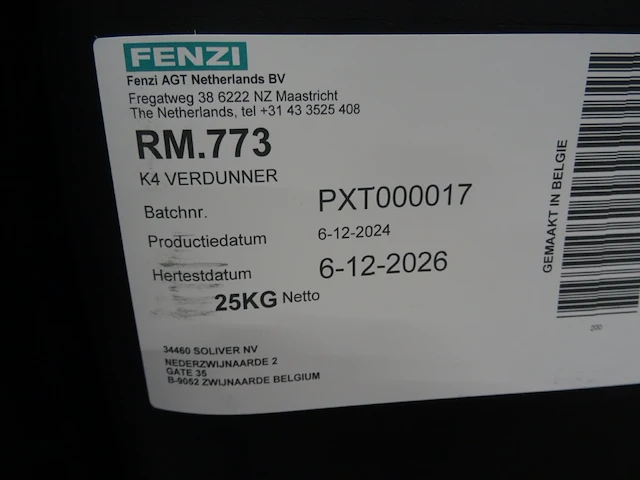 FENZI
Fenzi AGT Netherlands BV
Fregatweg 38 6222 NZ Maastricht
The Netherlands, tel +31 43 3525 408
RM.773
K4 VERDUNNER
Batchnr. PXT000017
Productiedatum 6-12-2024
Hertestdatum 6-12-2026
25KG Netto
34460 SOLIVER NV
NEDERZWIJNAARDE 2
GATE 35
B-9052 ZWIJNAARDE BELGIUM
GEMAAKT IN BELGIE
200